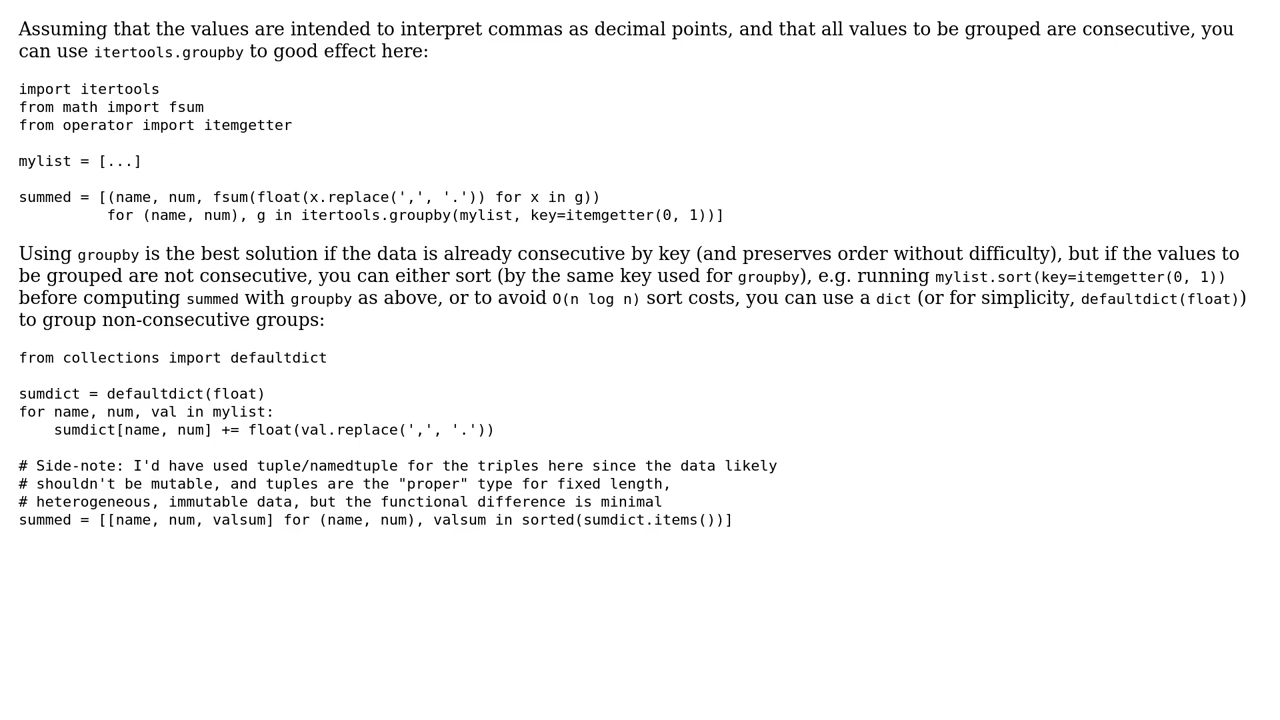 Assuming that the values are intended to interpret commas as decimal points, and that all values to be grouped are consecutive, you
can use itertools.groupby to good effect here:
import itertools
from math import fsum
from operator import itemgetter
mylist = [...]
summed = [(name, num, fsum(float(x.replace(',', '.')) for x in g))
          for (name, num), g in itertools.groupby(mylist, key=itemgetter(0, 1))]
Using groupby is the best solution if the data is already consecutive by key (and preserves order without difficulty), but if the values to
be grouped are not consecutive, you can either sort (by the same key used for groupby), e.g. running mylist.sort(key=itemgetter(0, 1))
before computing summed with groupby as above, or to avoid O(n log n) sort costs, you can use a dict (or for simplicity, defaultdict(float))
to group non-consecutive groups:
from collections import defaultdict
sumdict = defaultdict(float)
for name, num, val in mylist:
    sumdict[name, num] += float(val.replace(',', '.'))
# Side-note: I'd have used tuple/namedtuple for the triples here since the data likely
# shouldn't be mutable, and tuples are the "proper" type for fixed length,
# heterogeneous, immutable data, but the functional difference is minimal
summed = [[name, num, valsum] for (name, num), valsum in sorted(sumdict.items())]